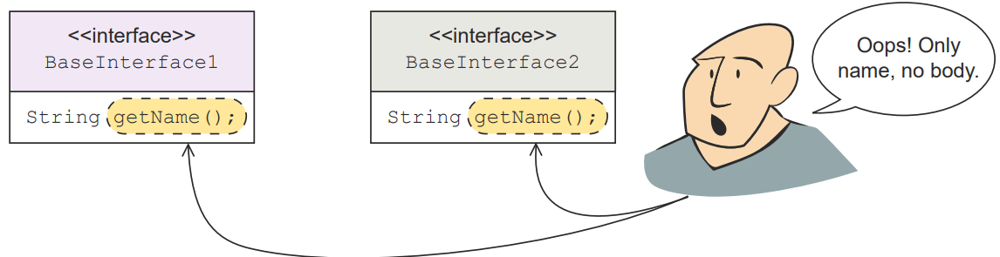 <<interface>>
BaseInterface1
String getName();
<<interface>>
BaseInterface2
String getName();
Oops! Only
name, no body.